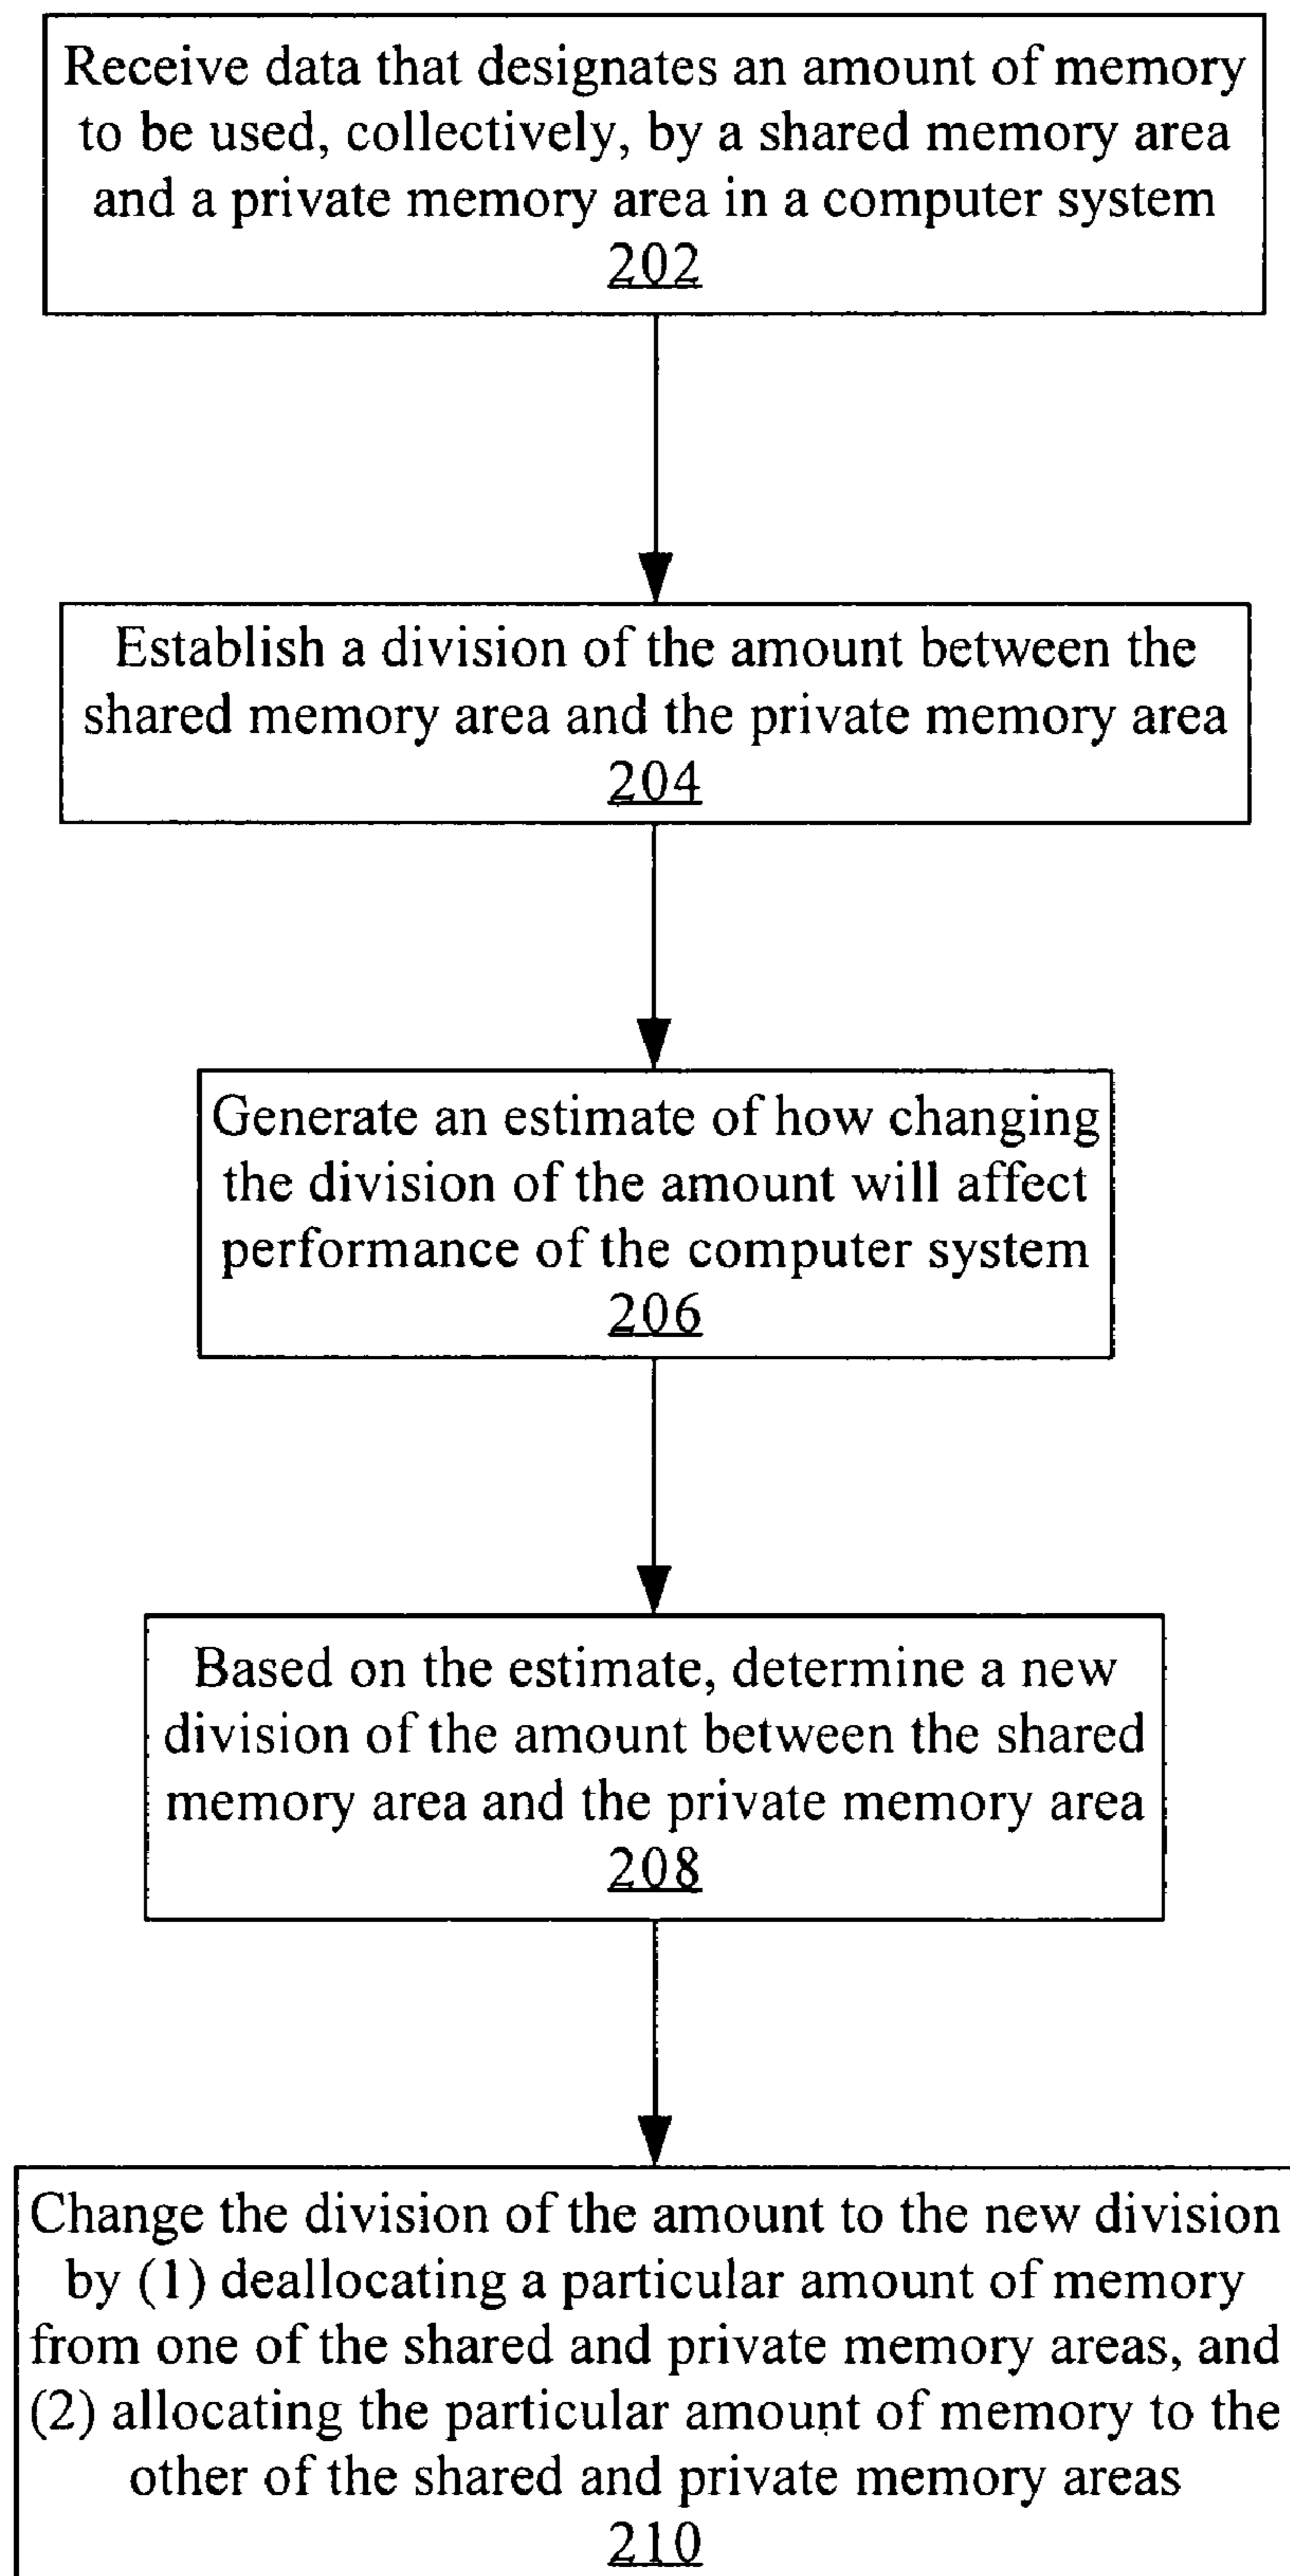 Receive data that designates an amount of memory
to be used, collectively, by a shared memory area
and a private memory area in a computer system
202
Establish a division of the amount between the
shared memory area and the private memory area
204
Generate an estimate of how changing
the division of the amount will affect
performance of the computer system
206
Based on the estimate, determine a new
division of the amount between the shared
memory area and the private memory area
208
Change the division of the amount to the new division
by (1) deallocating a particular amount of memory
from one of the shared and private memory areas, and
(2) allocating the particular amount of memory to the
other of the shared and private memory areas
210